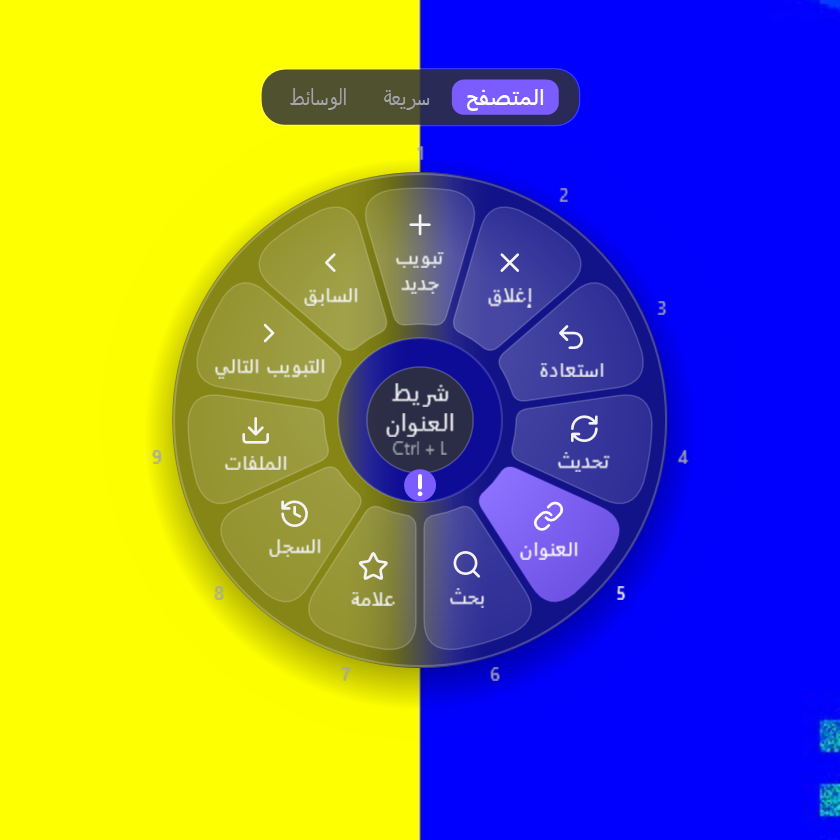 المتصفح سريعة الوسائط
1
تبويب
جديد
2
إغلاق
3
استعادة
4
تحديث
5
العنوان
6
بحث
7
علامة
8
السجل
9
الملفات
التبويب التالي
السابق
شريط
العنوان
Ctrl + L
!